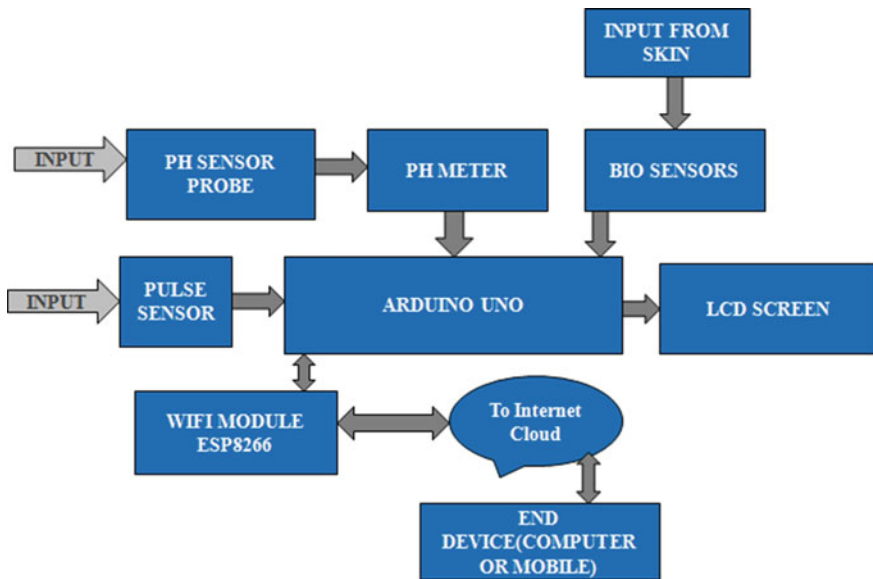 INPUT FROM
SKIN
INPUT
PH SENSOR
PROBE
PH METER
BIO SENSORS
INPUT
PULSE
SENSOR
ARDUINO UNO
LCD SCREEN
WIFI MODULE
ESP8266
To Internet
Cloud
END
DEVICE(COMPUTER
OR MOBILE)